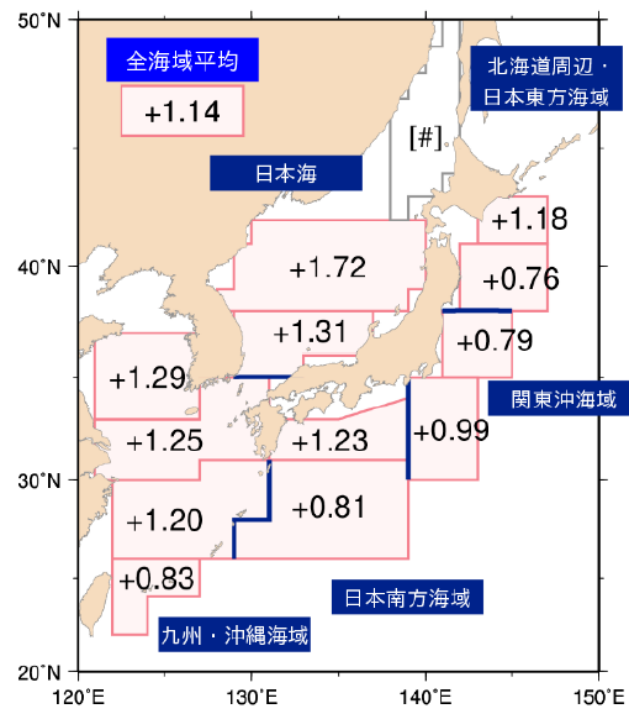 50°N
全海域平均
+1.14
北海道周辺・
日本東方海域
[#]
日本海
+1.18
40°N
+1.72
+0.76
+1.31
+0.79
+1.29
関東沖海域
+1.25
+1.23
+0.99
30°N
+1.20
+0.81
+0.83
日本南方海域
九州・沖縄海域
20°N
120°E
130°E
140°E
150°E